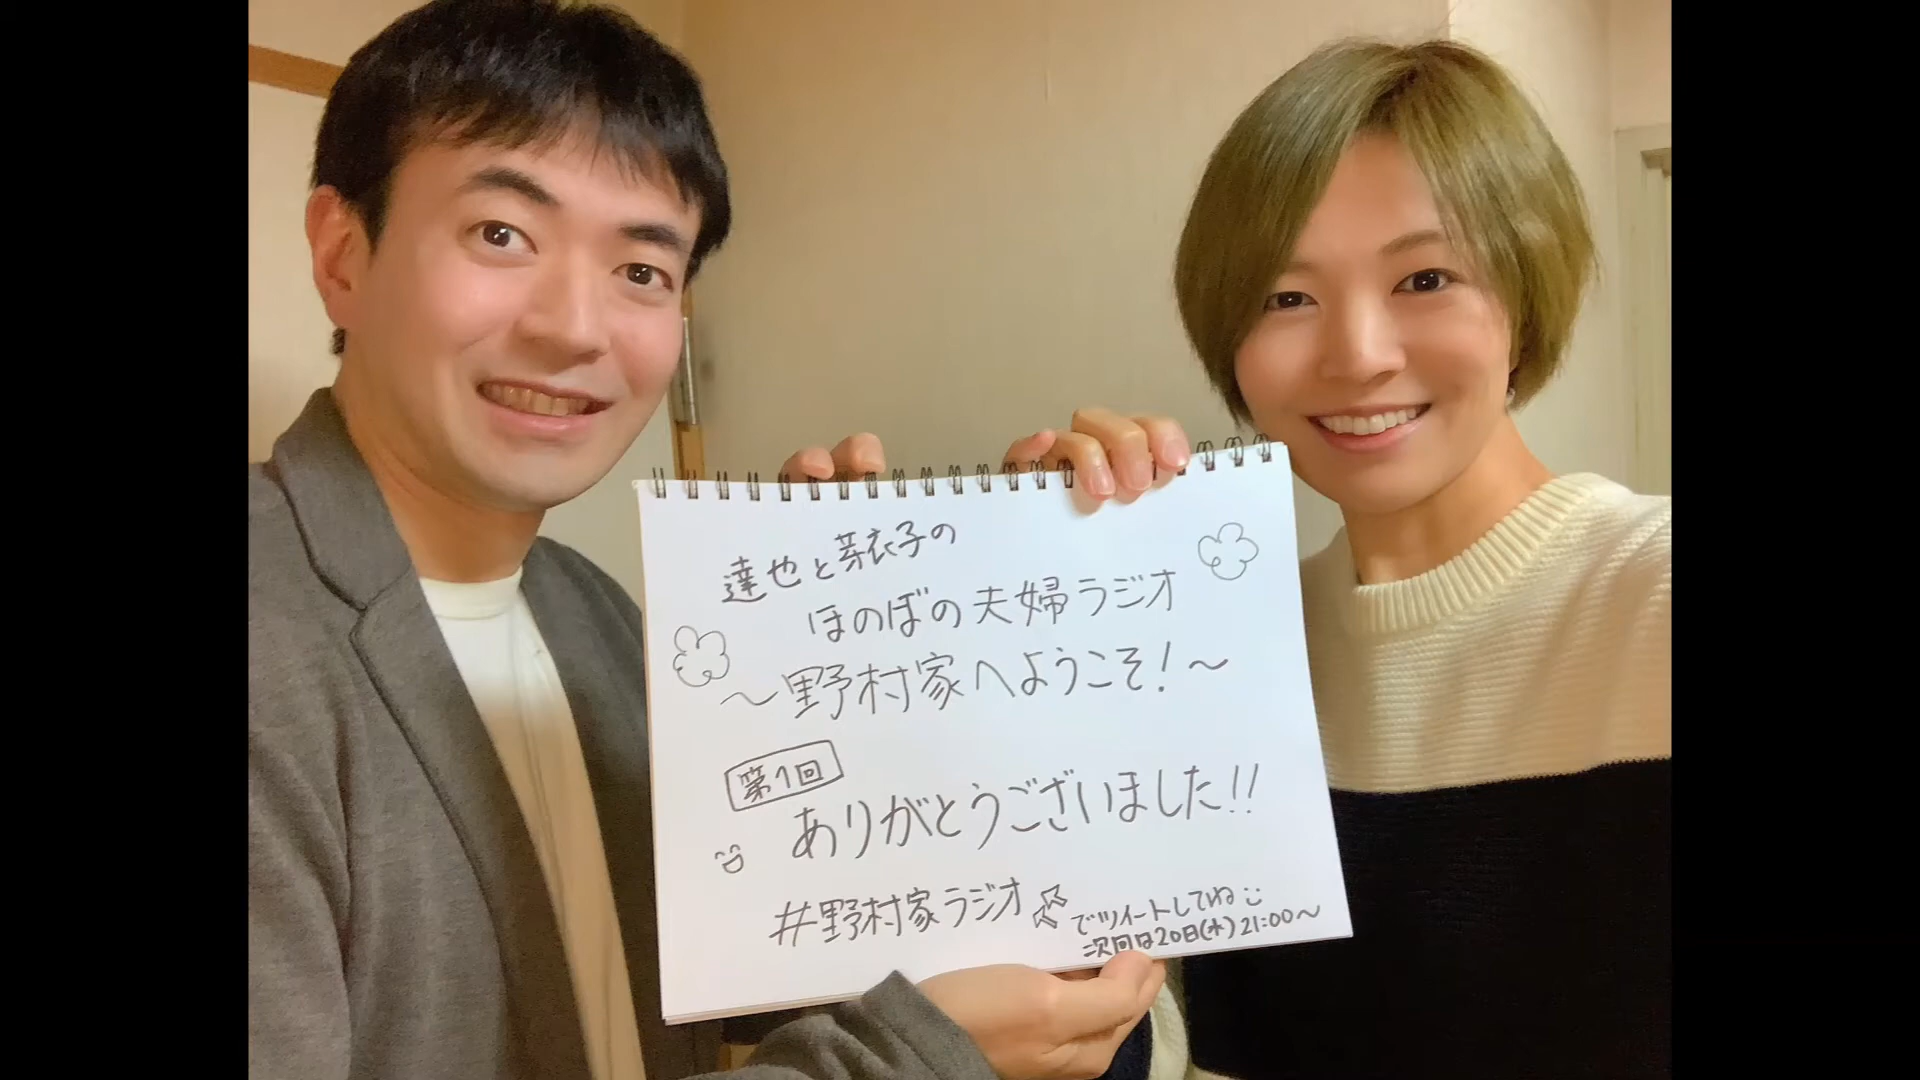 達也と芽衣子の
ほのぼの夫婦ラジオ
〜野村家へようこそ!〜
第1回
ありがとうございました!!
#野村家ラジオ
でツイートしてね
次回は20日(水)21:00〜